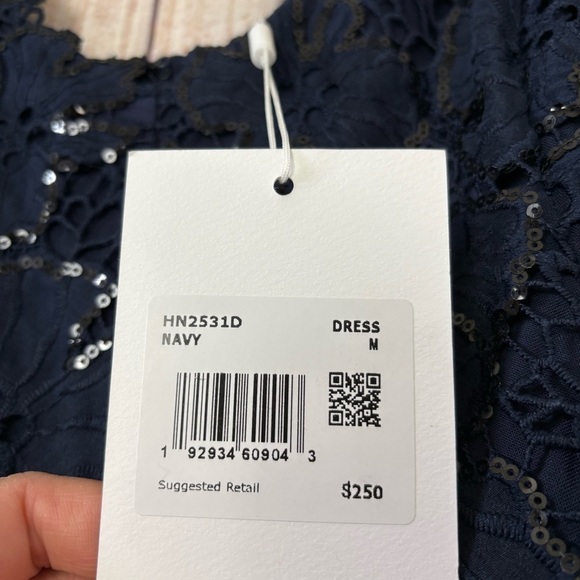 HN2531D DRESS
NAVY M
1 92934 60904 3
Suggested Retail $250